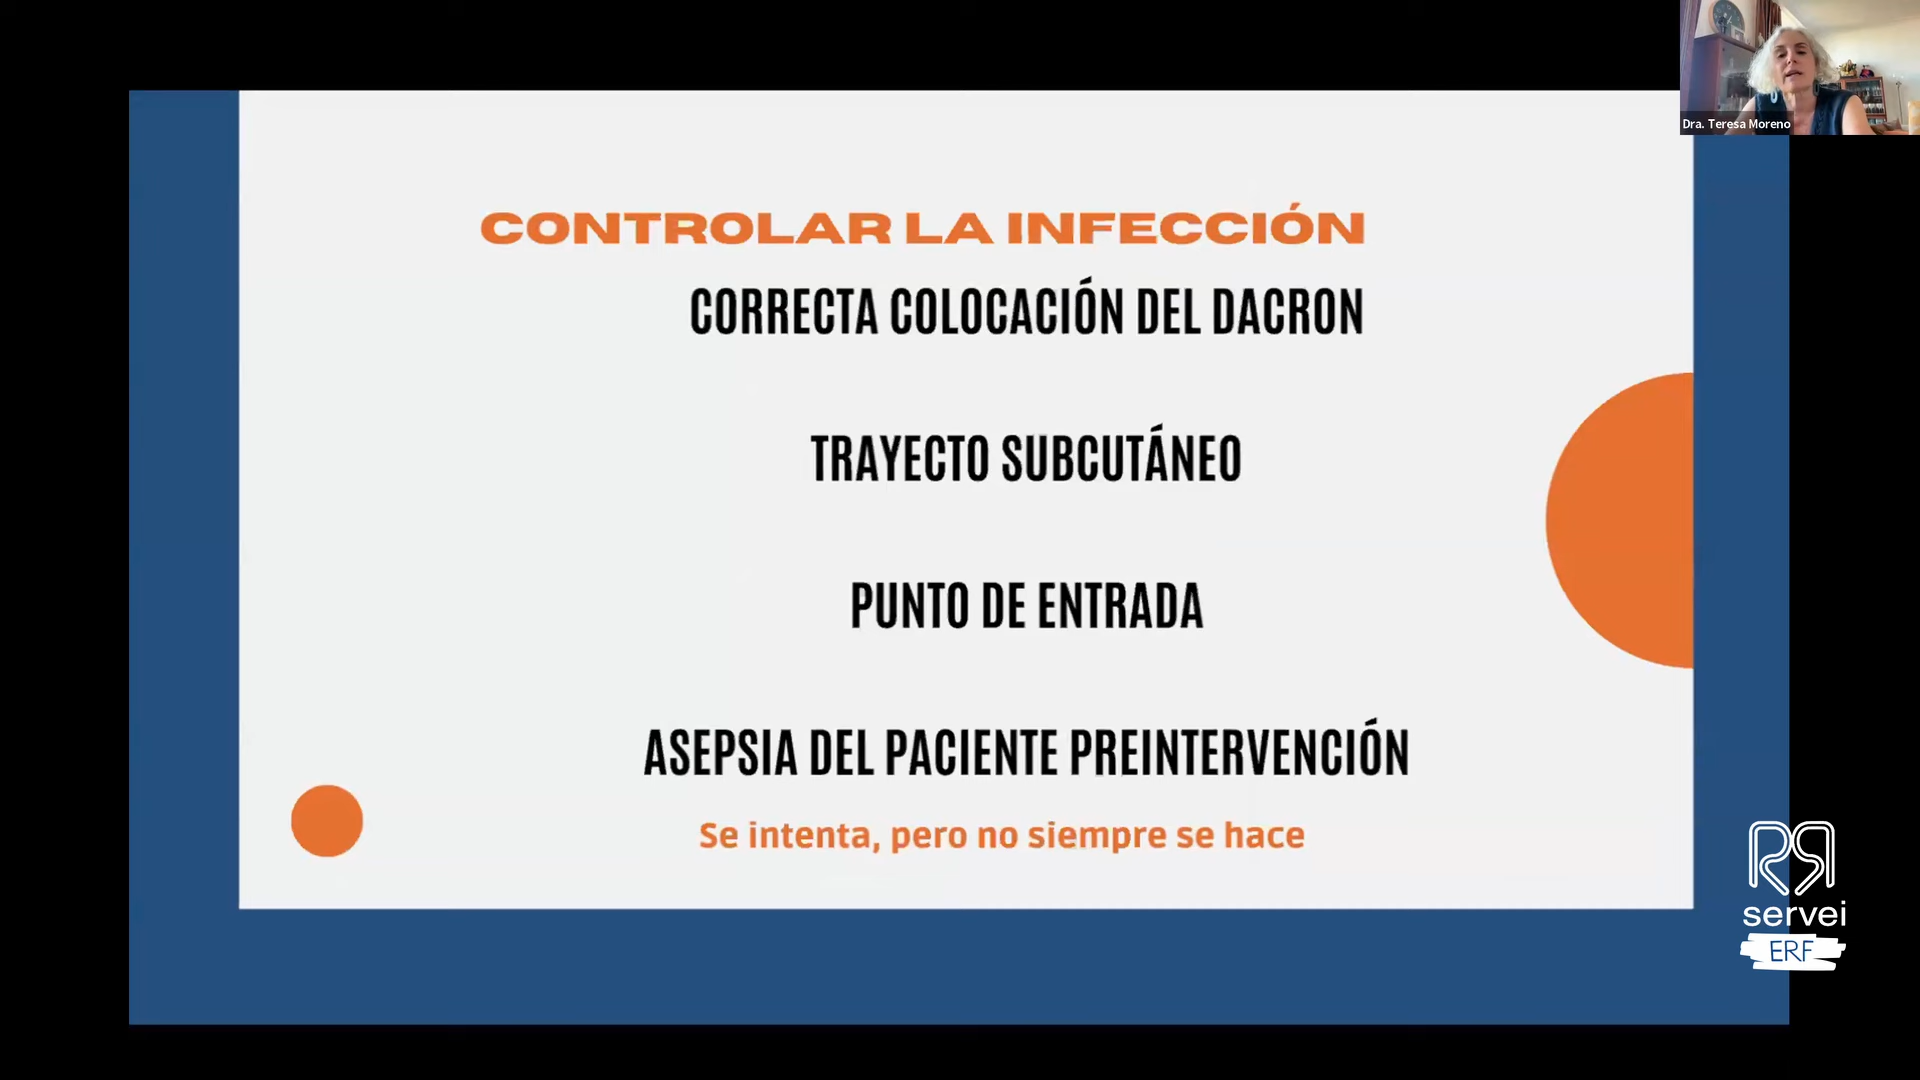 Dra. Teresa Moreno
CONTROLAR LA INFECCIÓN
CORRECTA COLOCACIÓN DEL DACRON
TRAYECTO SUBCUTÁNEO
PUNTO DE ENTRADA
ASEPSIA DEL PACIENTE PREINTERVENCIÓN
Se intenta, pero no siempre se hace
servei
ERF